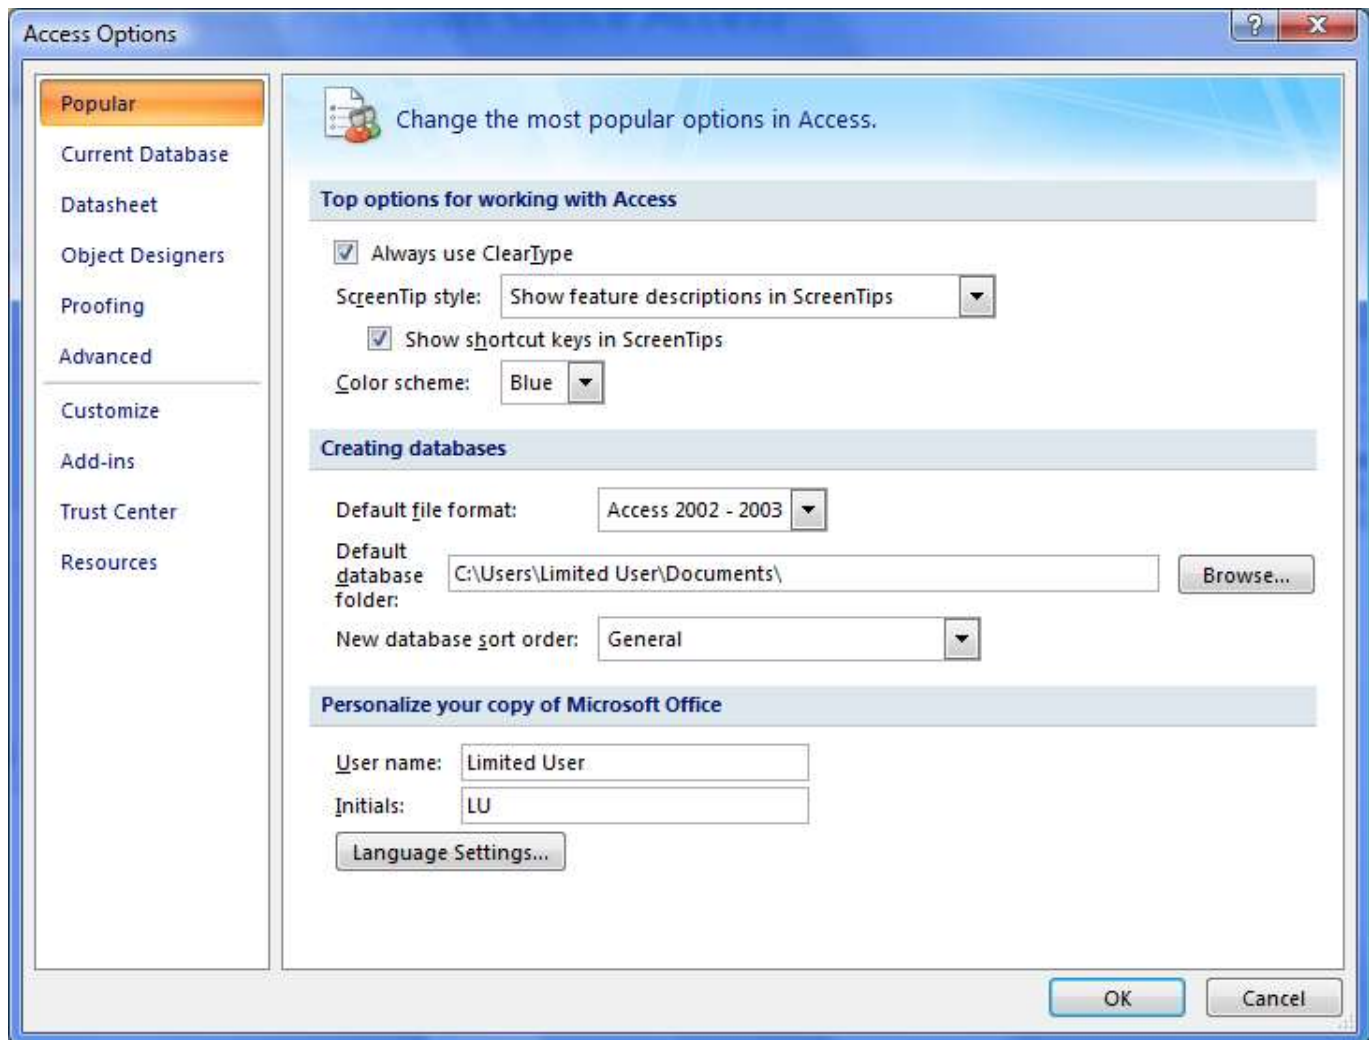 Access Options
?
X
Popular
Current Database
Datasheet
Object Designers
Proofing
Advanced
Customize
Add-ins
Trust Center
Resources
Change the most popular options in Access.
Top options for working with Access
Always use ClearType
ScreenTip style: Show feature descriptions in ScreenTips
Show shortcut keys in ScreenTips
Color scheme: Blue
Creating databases
Default file format: Access 2002 - 2003
Default
database
folder:
C:\Users\Limited User\Documents\
Browse...
New database sort order: General
Personalize your copy of Microsoft Office
User name: Limited User
Initials: LU
Language Settings...
OK Cancel